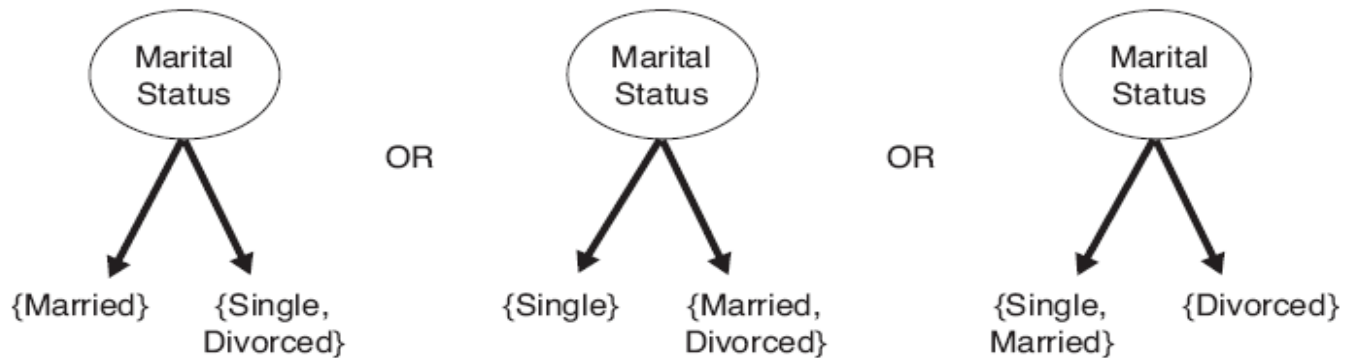 Marital
Status
Marital
Status
Marital
Status
OR
OR
{Married}
{Single,
Divorced}
{Single}
{Married,
Divorced}
{Single,
Married}
{Divorced}